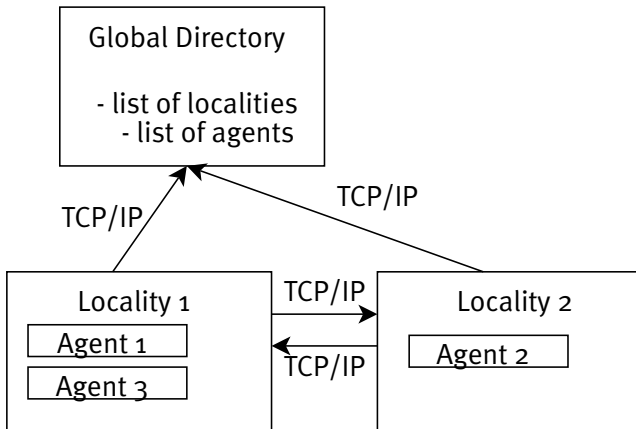 Global Directory
- list of localities
- list of agents
TCP/IP
TCP/IP
Locality 1
Agent 1
Agent 3
TCP/IP
TCP/IP
Locality 2
Agent 2